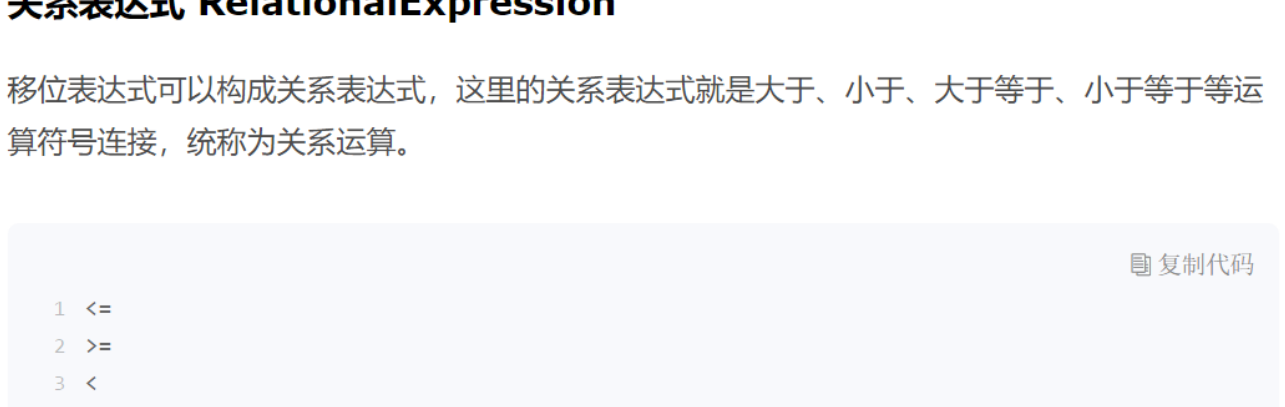 关系表达式 RelationalExpression
移位表达式可以构成关系表达式，这里的关系表达式就是大于、小于、大于等于、小于等于等运
算符号连接，统称为关系运算。
复制代码
1 <=
2 >=
3 <